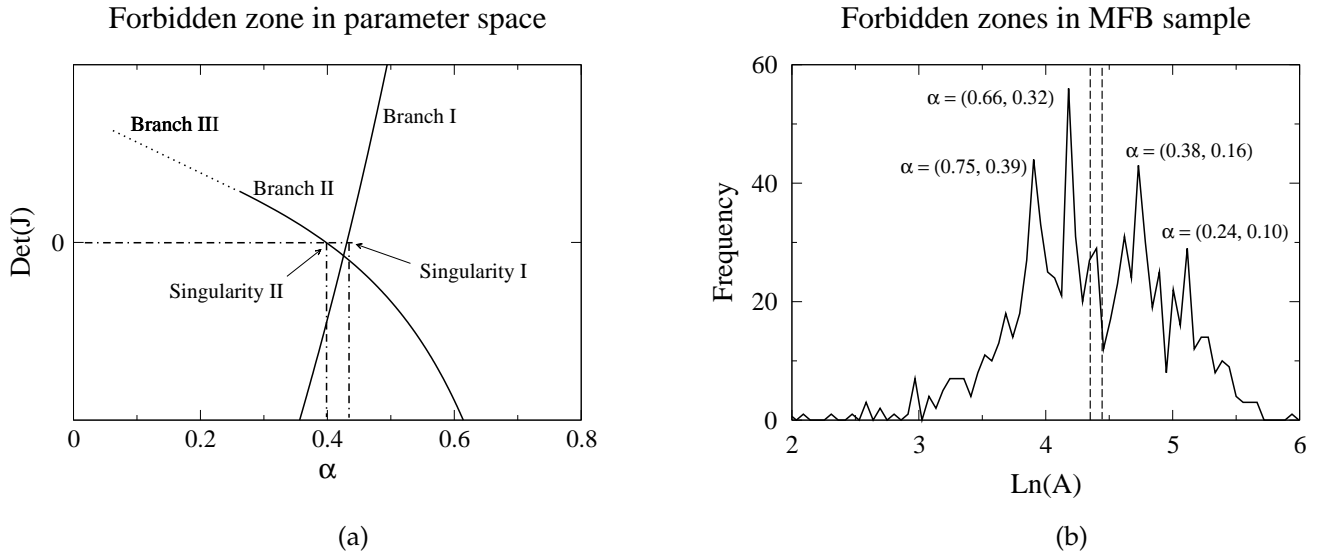 Forbidden zone in parameter space
Branch III
Branch I
Branch II
Det(J)
0
Singularity I
Singularity II
0 0.2 0.4 0.6 0.8
α
(a)
Forbidden zones in MFB sample
60
40
20
0
Frequency
α = (0.66, 0.32)
α = (0.75, 0.39)
α = (0.38, 0.16)
α = (0.24, 0.10)
2 3 4 5 6
Ln(A)
(b)